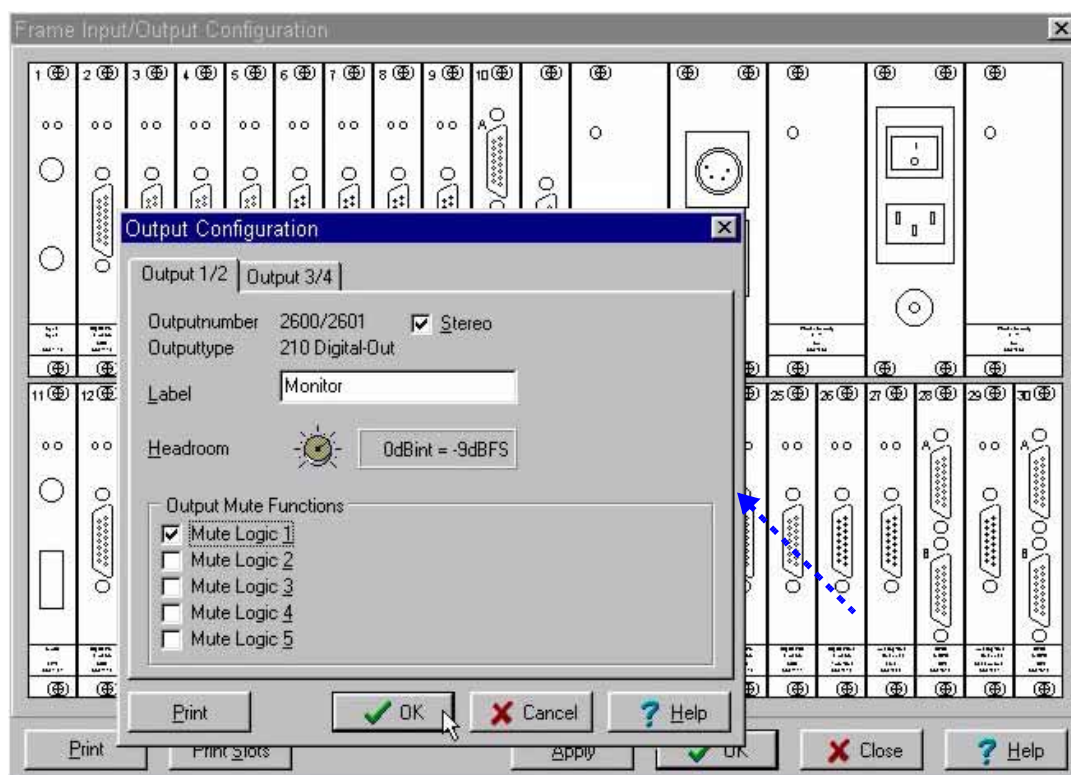 Frame Input/Output Configuration
1 2 3 4 5 6 7 8 9 10
A
Output Configuration
Output 1/2 Output 3/4
Outputnumber 2600/2601 Stereo
Outputtype 210 Digital-Out
Label Monitor
Headroom 0dBint = -9dBFS
Output Mute Functions
Mute Logic 1
Mute Logic 2
Mute Logic 3
Mute Logic 4
Mute Logic 5
Print OK Cancel Help
11 12 25 26 27 28 29 30
A A
B B
Print Print Slots Apply OK Close Help